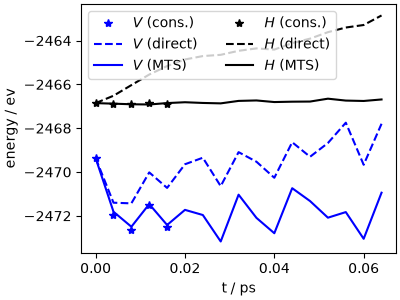 V (cons.) H (cons.)
V (direct) H (direct)
V (MTS) H (MTS)
energy / ev
−2464
−2466
−2468
−2470
−2472
0.00 0.02 0.04 0.06
t / ps